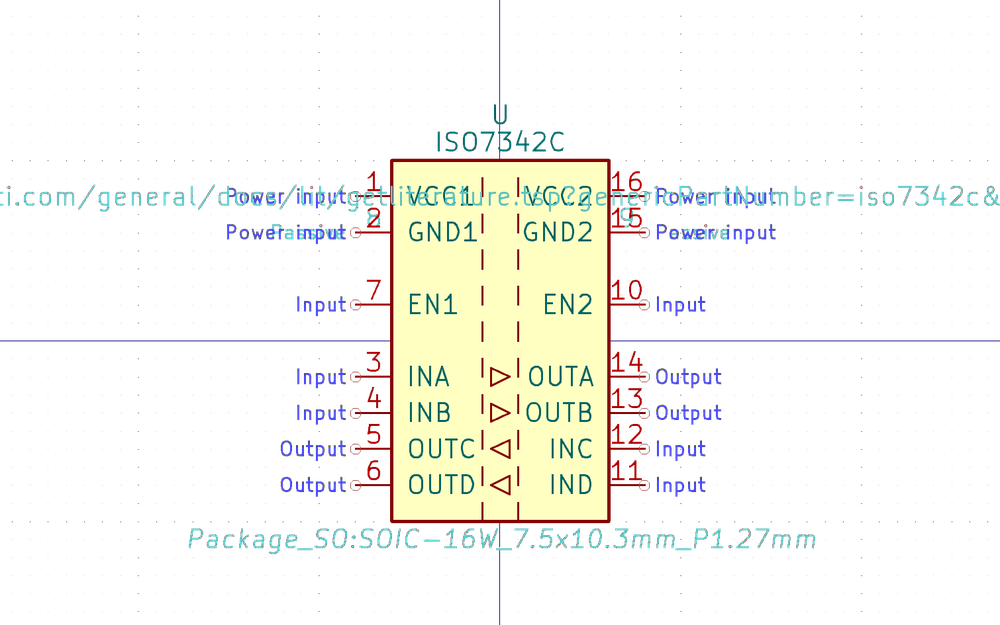 U
ISO7342C
1 16
ti.com/general/docs/lit/getliterature.tsp?genericPartNumber=iso7342c&
Power input VCC1 VCC2 Power input
8 9
2 15
Power input Passive GND1 GND2 Power input Passive
7 10
Input EN1 EN2 Input
3 14
Input INA OUTA Output
4 13
Input INB OUTB Output
5 12
Output OUTC INC Input
6 11
Output OUTD IND Input
Package_SO:SOIC-16W_7.5x10.3mm_P1.27mm